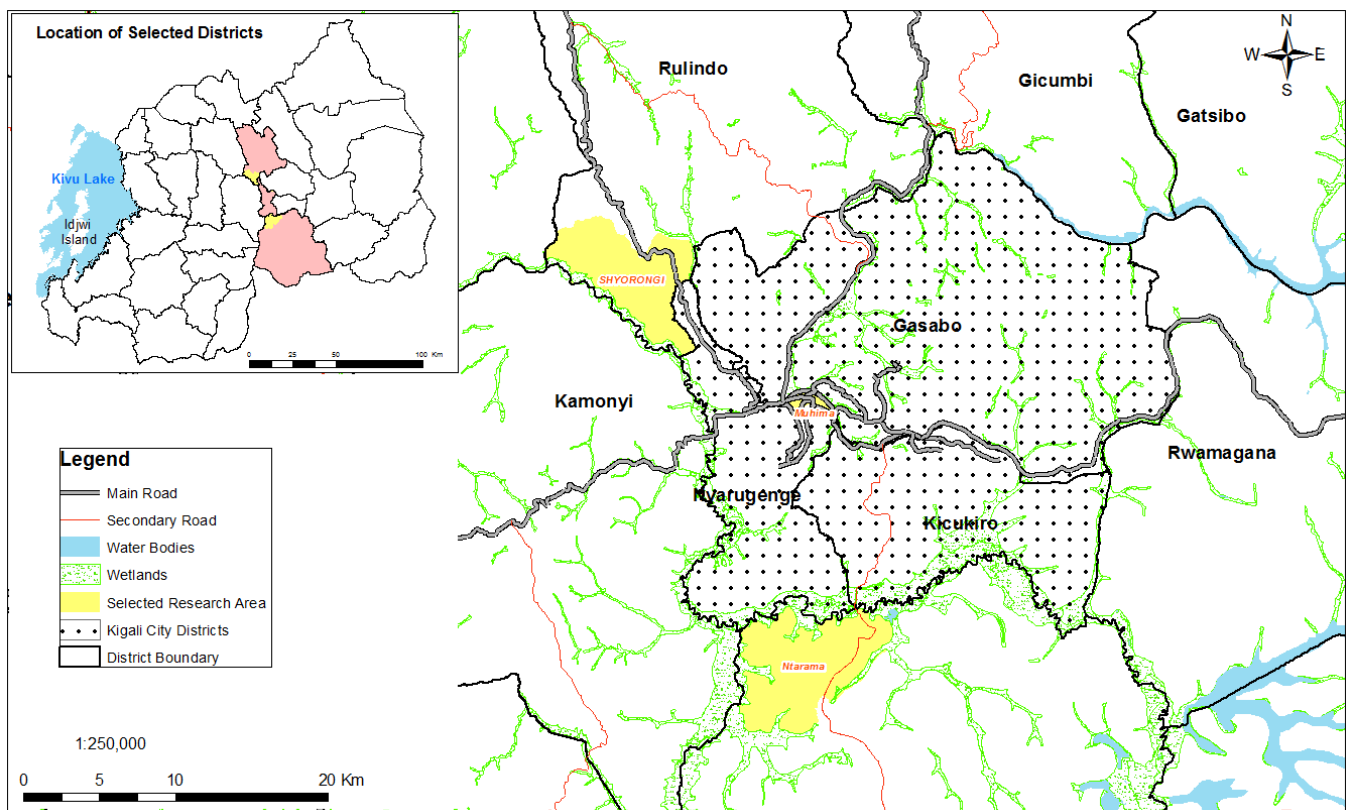 Location of Selected Districts
Kivu Lake
Idjwi
Island
0 25 50 100 Km
N
W E
S
Rulindo
Gicumbi
Gatsibo
SHYORONGI
Gasabo
Kamonyi
Muhima
Rwamagana
Nyarugenge
Kicukiro
Ntarama
Legend
Main Road
Secondary Road
Water Bodies
Wetlands
Selected Research Area
Kigali City Districts
District Boundary
1:250,000
0 5 10 20 Km